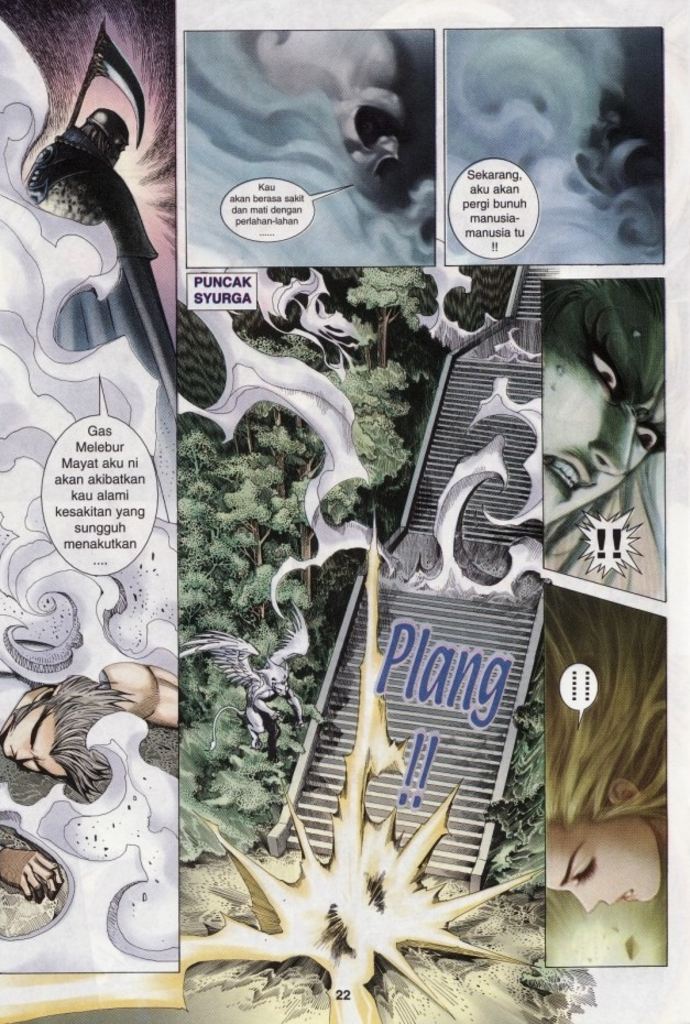 Gas
Melebur
Mayat aku ni
akan akibatkan
kau alami
kesakitan yang
sungguh
menakutkan
....
Kau
akan berasa sakit
dan mati dengan
perlahan-lahan
......
Sekarang,
aku akan
pergi bunuh
manusia-
manusia tu
!!
PUNCAK
SYURGA
!!
Plang
!!
......
......
22